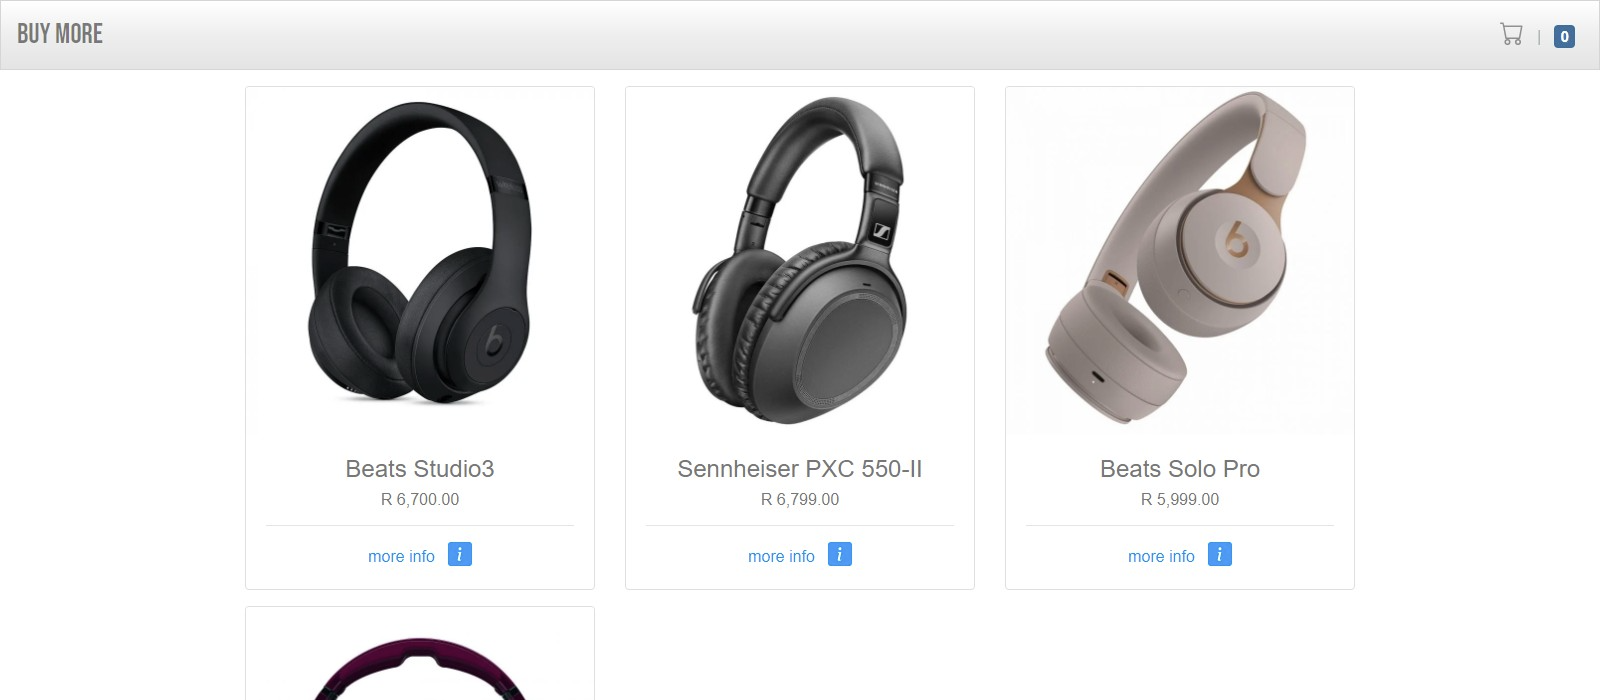 BUY MORE
| 0
Beats Studio3
R 6,700.00
more info i
Sennheiser PXC 550-II
R 6,799.00
more info i
Beats Solo Pro
R 5,999.00
more info i